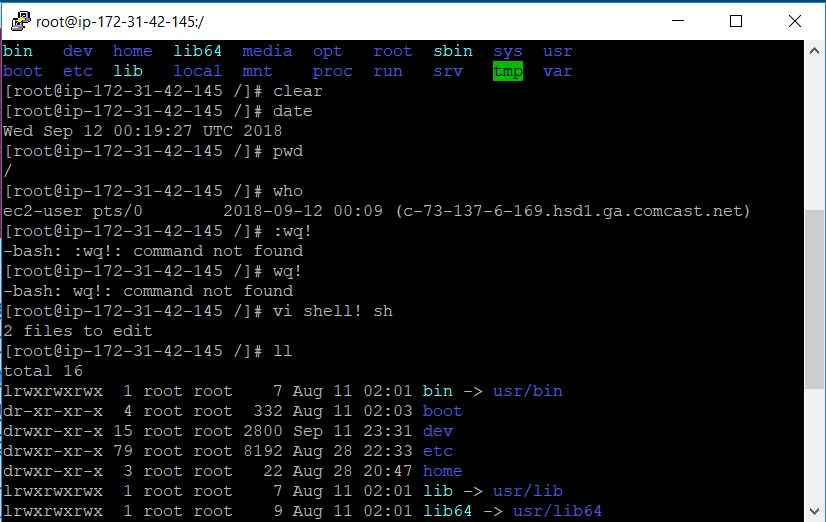 root@ip-172-31-42-145:/
bin dev home lib64 media opt root sbin sys usr
boot etc lib local mnt proc run srv tmp var
[root@ip-172-31-42-145 /]# clear
[root@ip-172-31-42-145 /]# date
Wed Sep 12 00:19:27 UTC 2018
[root@ip-172-31-42-145 /]# pwd
/
[root@ip-172-31-42-145 /]# who
ec2-user pts/0        2018-09-12 00:09 (c-73-137-6-169.hsd1.ga.comcast.net)
[root@ip-172-31-42-145 /]# :wq!
-bash: :wq!: command not found
[root@ip-172-31-42-145 /]# wq!
-bash: wq!: command not found
[root@ip-172-31-42-145 /]# vi shell! sh
2 files to edit
[root@ip-172-31-42-145 /]# ll
total 16
lrwxrwxrwx  1 root root    7 Aug 11 02:01 bin -> usr/bin
dr-xr-xr-x  4 root root  332 Aug 11 02:03 boot
drwxr-xr-x 15 root root 2800 Sep 11 23:31 dev
drwxr-xr-x 79 root root 8192 Aug 28 22:33 etc
drwxr-xr-x  3 root root   22 Aug 28 20:47 home
lrwxrwxrwx  1 root root    7 Aug 11 02:01 lib -> usr/lib
lrwxrwxrwx  1 root root    9 Aug 11 02:01 lib64 -> usr/lib64